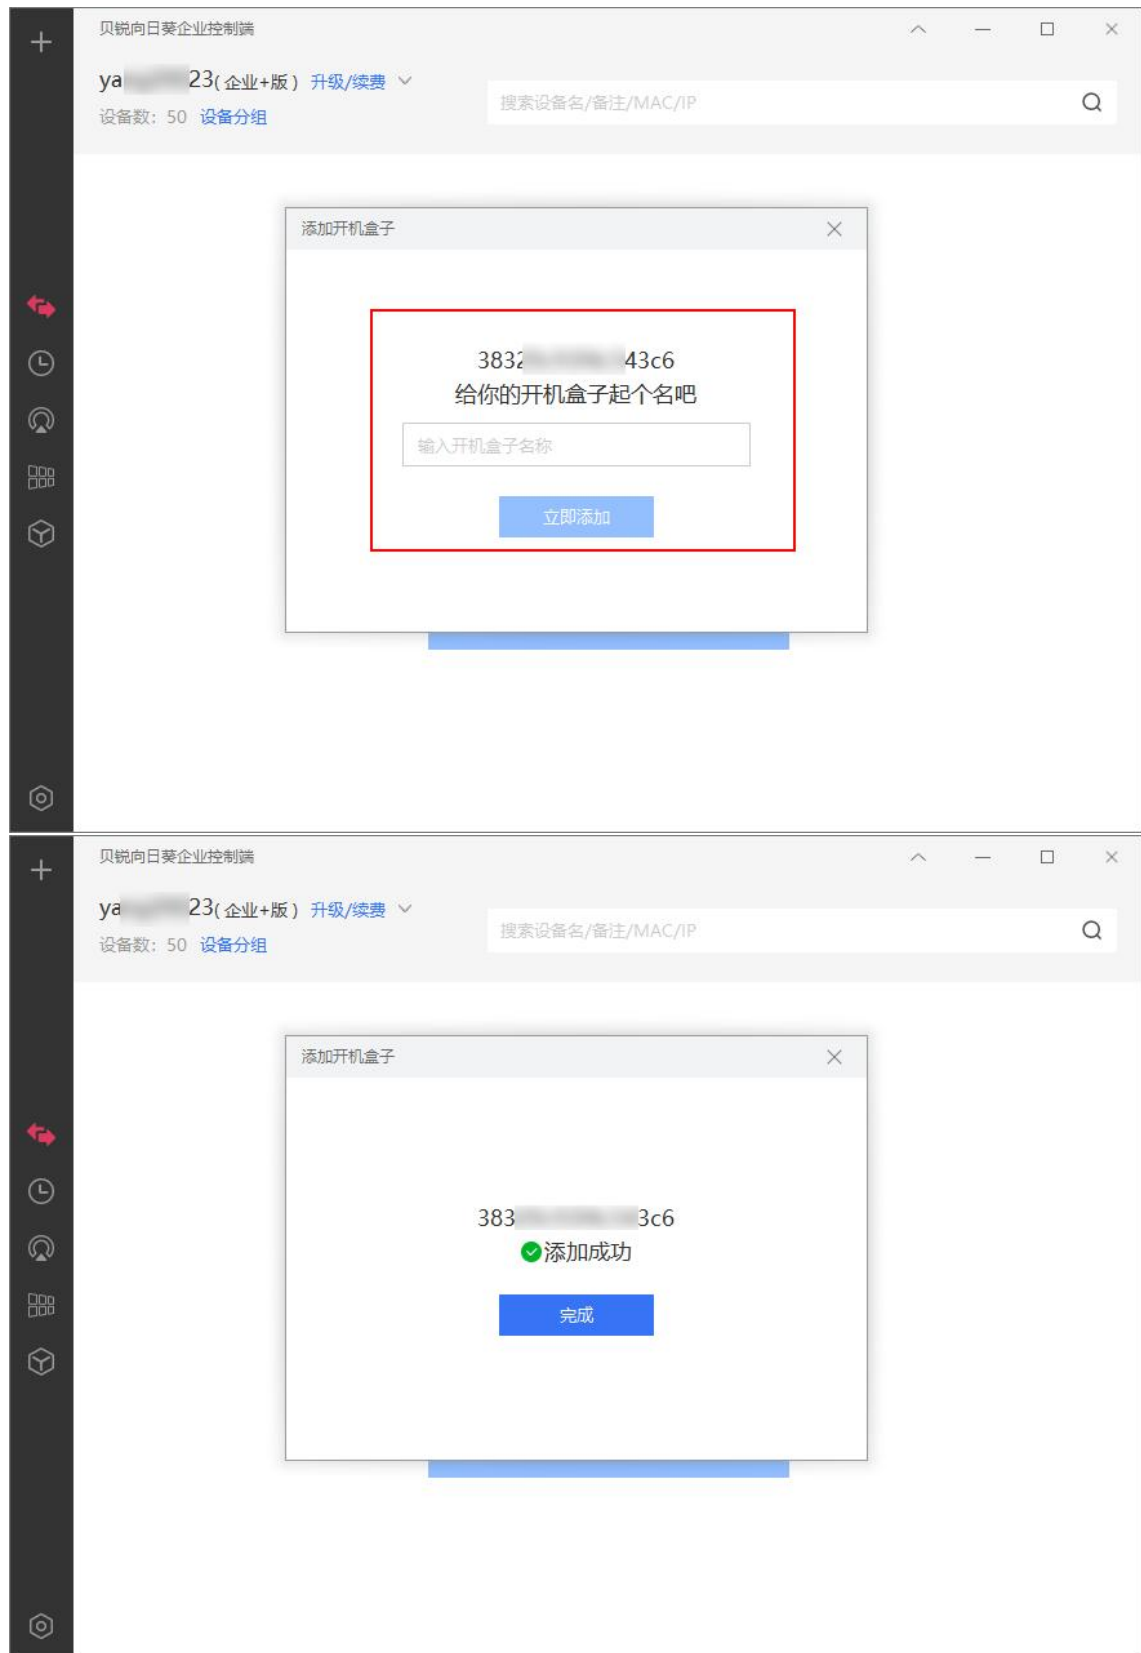 贝锐向日葵企业控制端
ya 23(企业+版) 升级/续费
设备数: 50 设备分组
搜索设备名/备注/MAC/IP
添加开机盒子
3832 43c6
给你的开机盒子起个名吧
输入开机盒子名称
立即添加
贝锐向日葵企业控制端
ya 23(企业+版) 升级/续费
设备数: 50 设备分组
搜索设备名/备注/MAC/IP
添加开机盒子
383 3c6
添加成功
完成